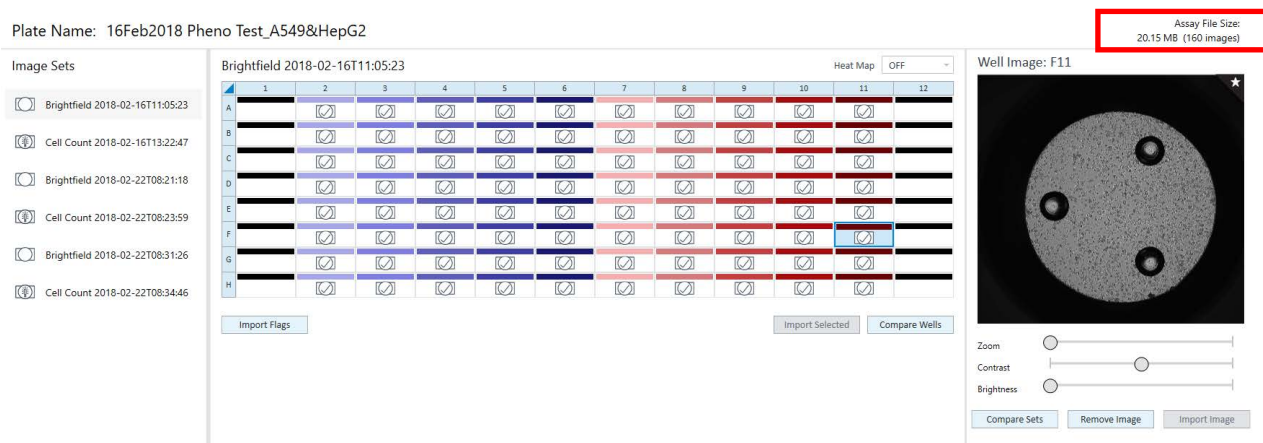 Plate Name: 16Feb2018 Pheno Test_A549&HepG2
Assay File Size:
20.15 MB (160 images)
Image Sets
Brightfield 2018-02-16T11:05:23
Cell Count 2018-02-16T13:22:47
Brightfield 2018-02-22T08:21:18
Cell Count 2018-02-22T08:23:59
Brightfield 2018-02-22T08:31:26
Cell Count 2018-02-22T08:34:46
Brightfield 2018-02-16T11:05:23
Heat Map OFF
1 2 3 4 5 6 7 8 9 10 11 12
A
B
C
D
E
F
G
H
Import Flags
Import Selected
Compare Wells
Well Image: F11
Zoom
Contrast
Brightness
Compare Sets
Remove Image
Import Image